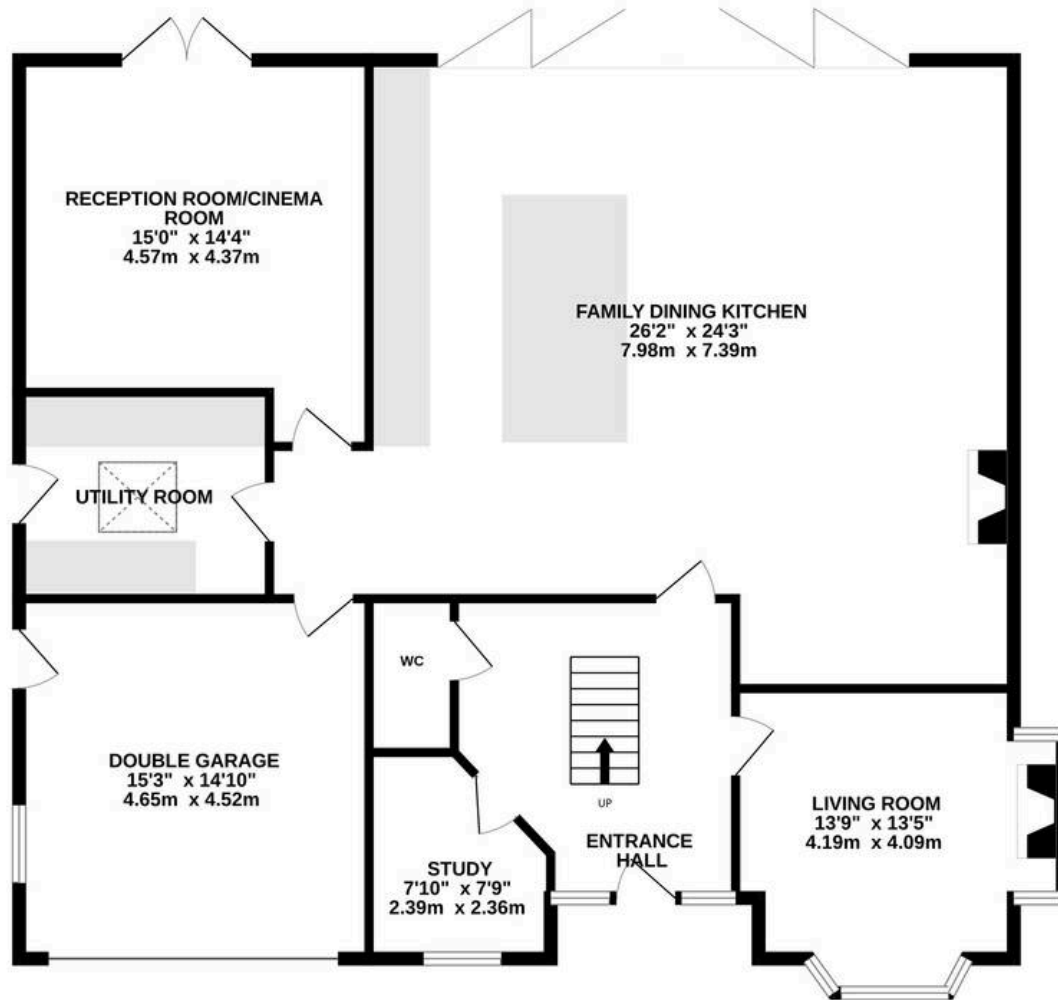 RECEPTION ROOM/CINEMA
ROOM
15'0" x 14'4"
4.57m x 4.37m
FAMILY DINING KITCHEN
26'2" x 24'3"
7.98m x 7.39m
UTILITY ROOM
WC
DOUBLE GARAGE
15'3" x 14'10"
4.65m x 4.52m
UP
ENTRANCE
HALL
LIVING ROOM
13'9" x 13'5"
4.19m x 4.09m
STUDY
7'10" x 7'9"
2.39m x 2.36m